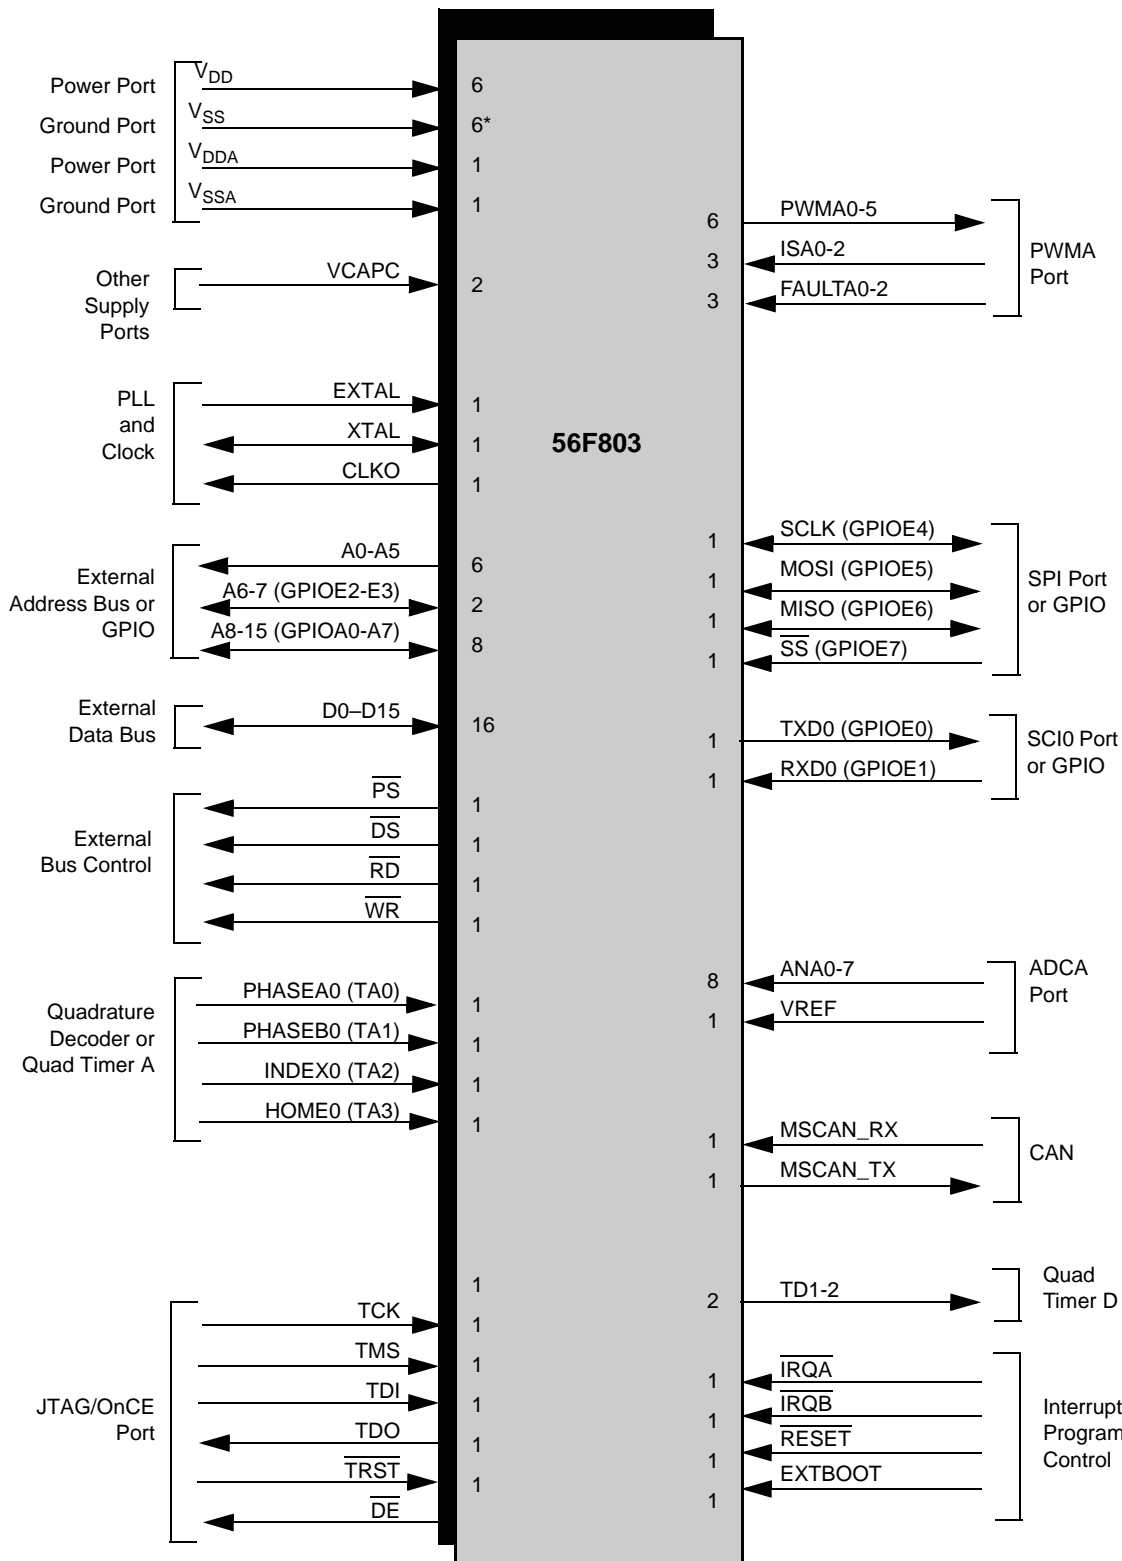 Power Port VDD 6
Ground Port VSS 6*
Power Port VDDA 1
Ground Port VSSA 1
Other
Supply
Ports
VCAPC 2
PLL
and
Clock
EXTAL 1
XTAL 1
CLKO 1
External
Address Bus or
GPIO
A0-A5 6
A6-7 (GPIOE2-E3) 2
A8-15 (GPIOA0-A7) 8
External
Data Bus
D0–D15 16
External
Bus Control
PS 1
DS 1
RD 1
WR 1
Quadrature
Decoder or
Quad Timer A
PHASEA0 (TA0) 1
PHASEB0 (TA1) 1
INDEX0 (TA2) 1
HOME0 (TA3) 1
JTAG/OnCE
Port
1
TCK 1
TMS 1
TDI 1
TDO 1
TRST 1
DE
56F803
6 PWMA0-5
3 ISA0-2
3 FAULTA0-2
PWMA
Port
1 SCLK (GPIOE4)
1 MOSI (GPIOE5)
1 MISO (GPIOE6)
1 SS (GPIOE7)
SPI Port
or GPIO
1 TXD0 (GPIOE0)
1 RXD0 (GPIOE1)
SCI0 Port
or GPIO
8 ANA0-7
1 VREF
ADCA
Port
1 MSCAN_RX
1 MSCAN_TX
CAN
2 TD1-2
Quad
Timer D
1 IRQA
1 IRQB
1 RESET
1 EXTBOOT
Interrupt
Program
Control